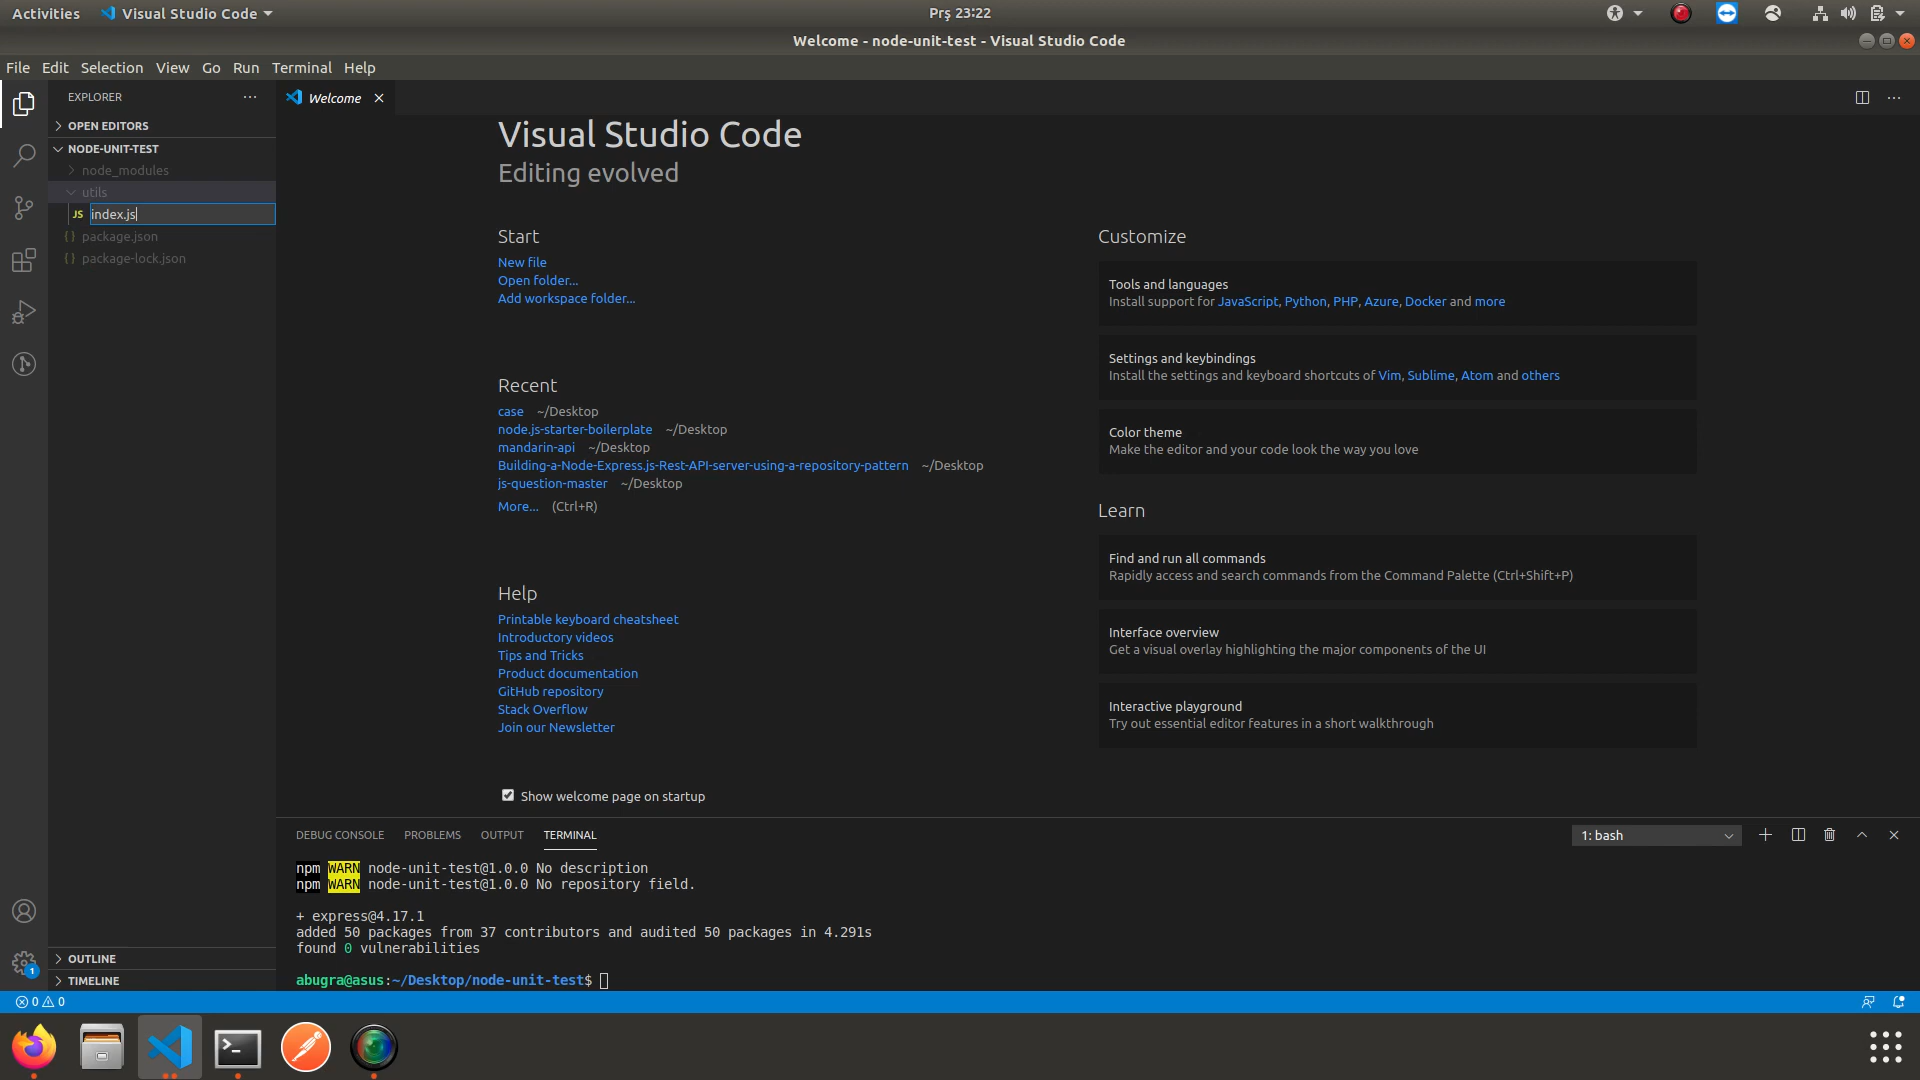 Activities
Visual Studio Code
Prş 23:22
Welcome - node-unit-test - Visual Studio Code
File Edit Selection View Go Run Terminal Help
EXPLORER
OPEN EDITORS
NODE-UNIT-TEST
node_modules
utils
JS index.js
{} package.json
{} package-lock.json
OUTLINE
TIMELINE
Welcome
Visual Studio Code
Editing evolved
Start
New file
Open folder...
Add workspace folder...
Recent
case ~/Desktop
node.js-starter-boilerplate ~/Desktop
mandarin-api ~/Desktop
Building-a-Node-Express.js-Rest-API-server-using-a-repository-pattern ~/Desktop
js-question-master ~/Desktop
More... (Ctrl+R)
Help
Printable keyboard cheatsheet
Introductory videos
Tips and Tricks
Product documentation
GitHub repository
Stack Overflow
Join our Newsletter
Show welcome page on startup
Customize
Tools and languages
Install support for JavaScript, Python, PHP, Azure, Docker and more
Settings and keybindings
Install the settings and keyboard shortcuts of Vim, Sublime, Atom and others
Color theme
Make the editor and your code look the way you love
Learn
Find and run all commands
Rapidly access and search commands from the Command Palette (Ctrl+Shift+P)
Interface overview
Get a visual overlay highlighting the major components of the UI
Interactive playground
Try out essential editor features in a short walkthrough
DEBUG CONSOLE PROBLEMS OUTPUT TERMINAL
1: bash
npm WARN node-unit-test@1.0.0 No description
npm WARN node-unit-test@1.0.0 No repository field.
+ express@4.17.1
added 50 packages from 37 contributors and audited 50 packages in 4.291s
found 0 vulnerabilities
abugra@asus:~/Desktop/node-unit-test$
1
0 0